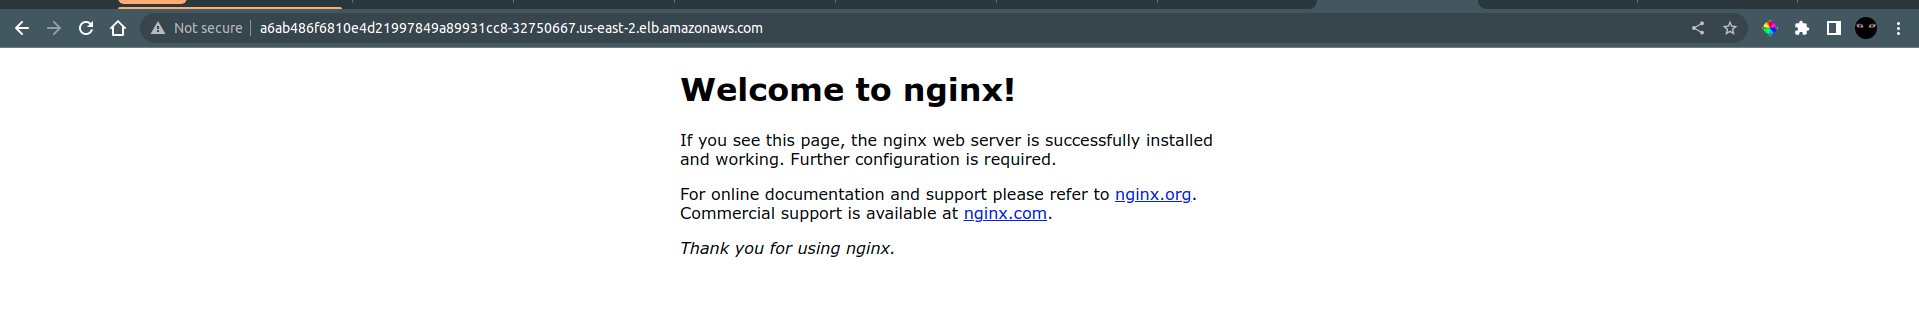 Not secure a6ab486f6810e4d21997849a89931cc8-32750667.us-east-2.elb.amazonaws.com
Welcome to nginx!
If you see this page, the nginx web server is successfully installed
and working. Further configuration is required.
For online documentation and support please refer to nginx.org.
Commercial support is available at nginx.com.
Thank you for using nginx.